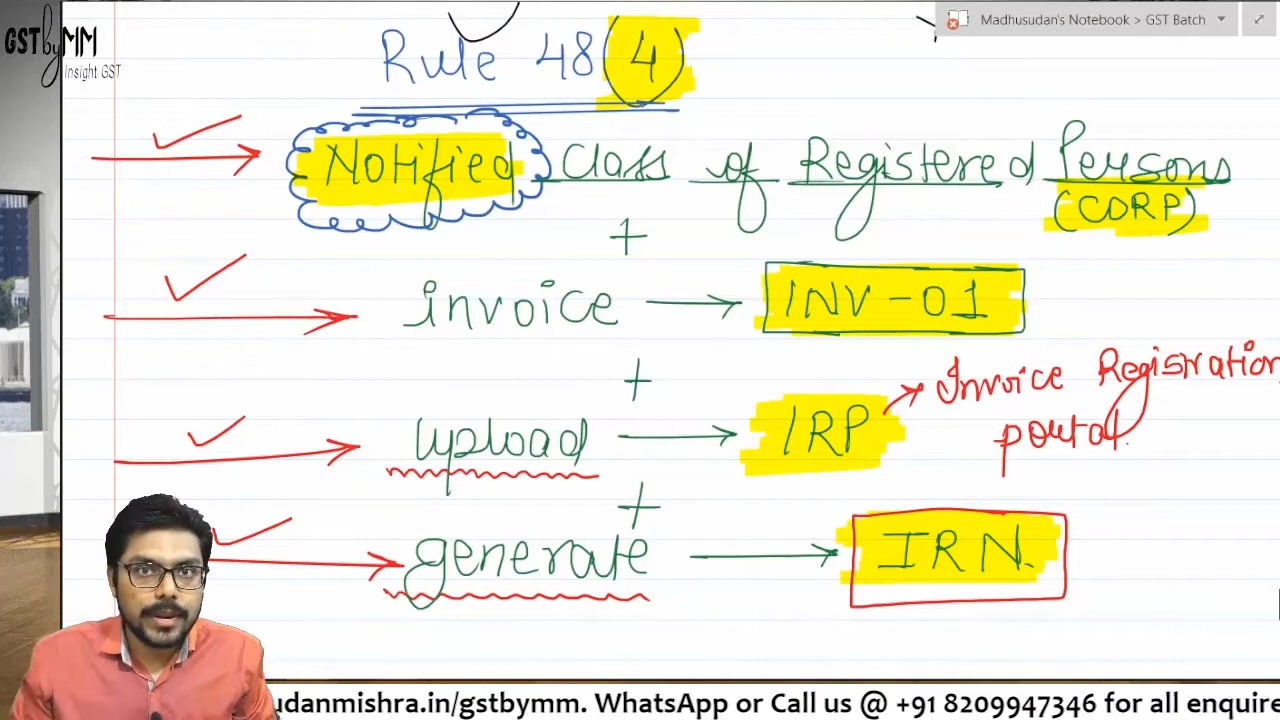 GST by MM
Insight GST
Madhusudan's Notebook > GST Batch
Rule 48(4)
Notified Class of Registered Persons
(CORP)
+
invoice → INV-01
+
upload → IRP → Invoice Registration
portal.
+
generate → IRN.
sudanmishra.in/gstbymm. WhatsApp or Call us @ +91 8209947346 for all enquire